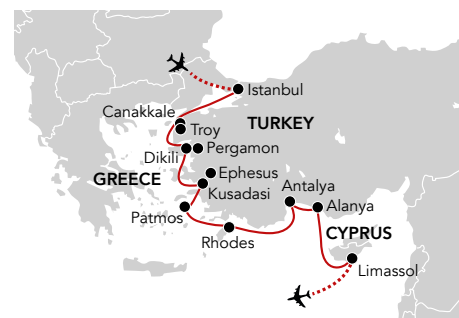 Istanbul
Canakkale
Troy
TURKEY
Dikili
Pergamon
GREECE
Ephesus
Kusadasi
Antalya
Patmos
Alanya
Rhodes
CYPRUS
Limassol